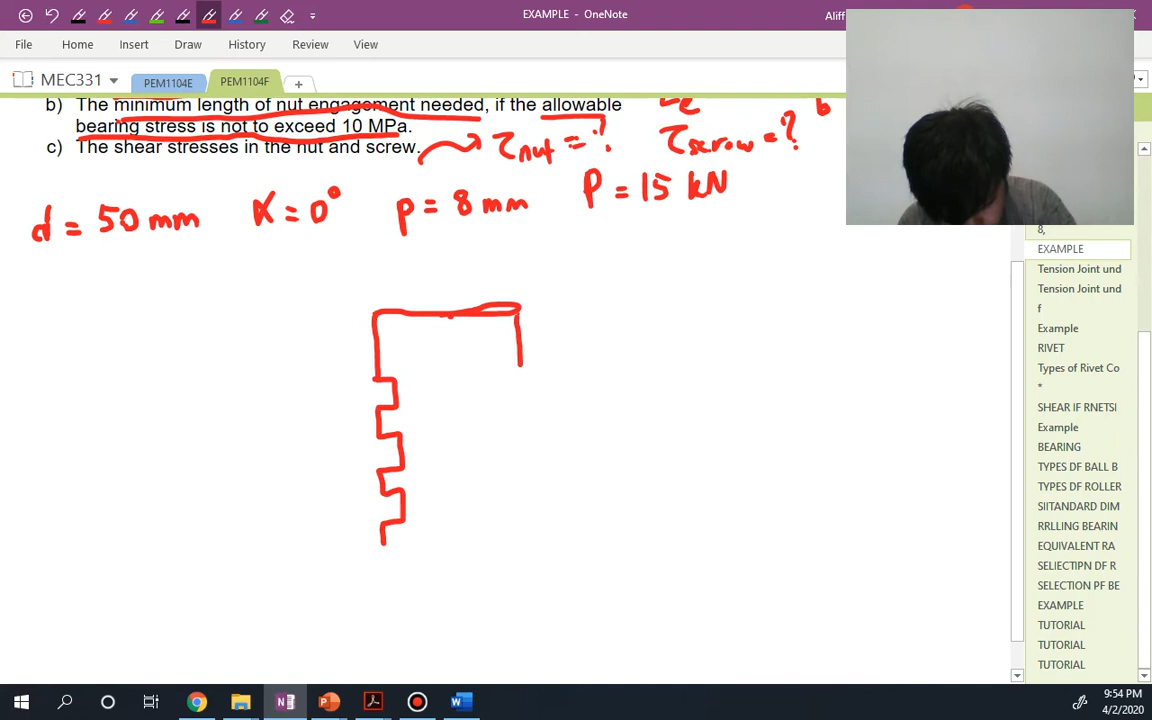 EXAMPLE - OneNote
Aliff
File Home Insert Draw History Review View
MEC331
PEM1104E
PEM1104F
b) The minimum length of nut engagement needed, if the allowable
bearing stress is not to exceed 10 MPa.
c) The shear stresses in the nut and screw.
τnut = ?
τscrew = ?
b
d = 50 mm
α = 0°
p = 8 mm
P = 15 kN
8,
EXAMPLE
Tension Joint und
Tension Joint und
f
Example
RIVET
Types of Rivet Co
*
SHEAR IF RNETSI
Example
BEARING
TYPES DF BALL B
TYPES DF ROLLER
SIITANDARD DIM
RRLLING BEARIN
EQUIVALENT RA
SELIECTIPN DF R
SELECTION PF BE
EXAMPLE
TUTORIAL
TUTORIAL
TUTORIAL
9:54 PM
4/2/2020